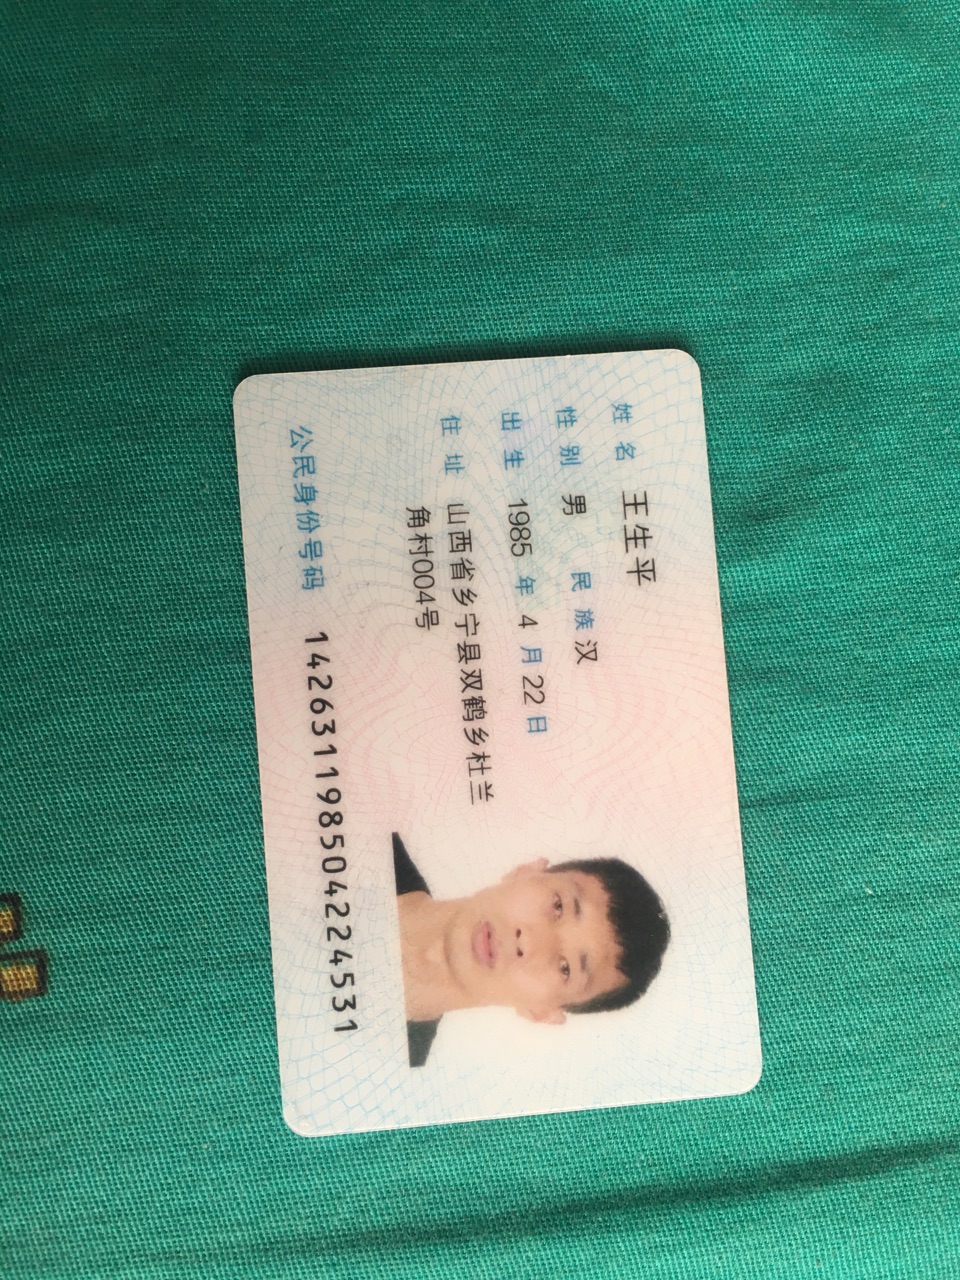 姓名 王生平
性别 男 民族 汉
出生 1985 年 4 月 22 日
住址 山西省乡宁县双鹤乡杜兰
角村004号
公民身份号码 142631198504224531